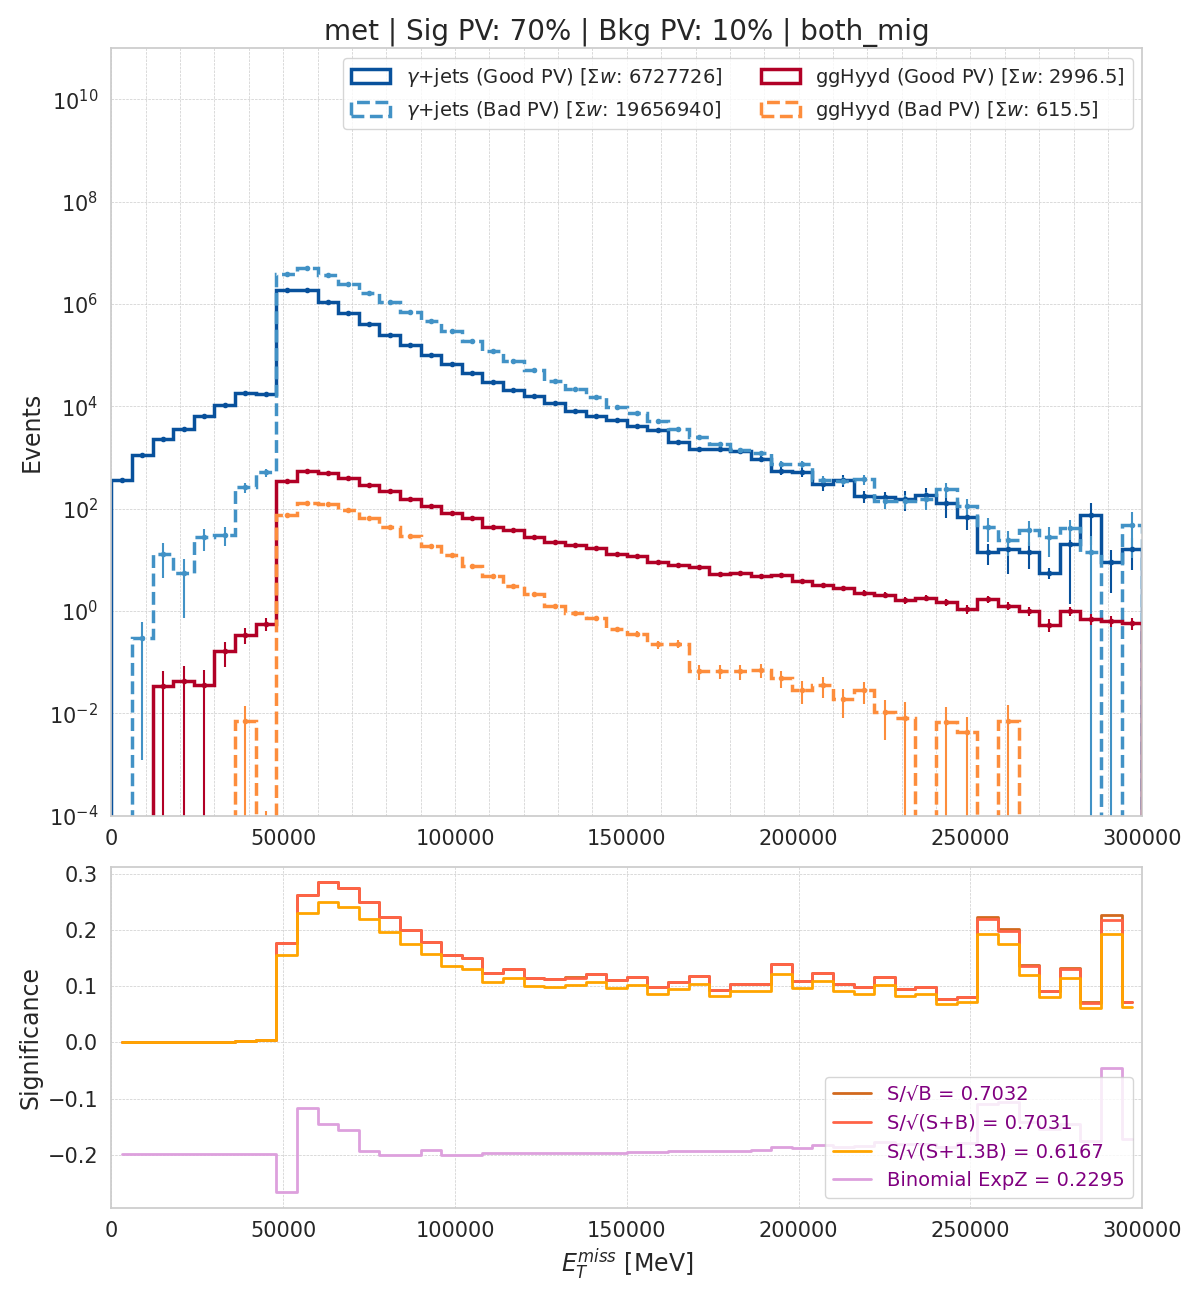 met | Sig PV: 70% | Bkg PV: 10% | both_mig
γ+jets (Good PV) [Σw: 6727726]
γ+jets (Bad PV) [Σw: 19656940]
ggHyyd (Good PV) [Σw: 2996.5]
ggHyyd (Bad PV) [Σw: 615.5]
Events
10^10
10^8
10^6
10^4
10^2
10^0
10^−2
10^−4
0 50000 100000 150000 200000 250000 300000
Significance
0.3
0.2
0.1
0.0
−0.1
−0.2
S/√B = 0.7032
S/√(S+B) = 0.7031
S/√(S+1.3B) = 0.6167
Binomial ExpZ = 0.2295
0 50000 100000 150000 200000 250000 300000
E_T^miss [MeV]